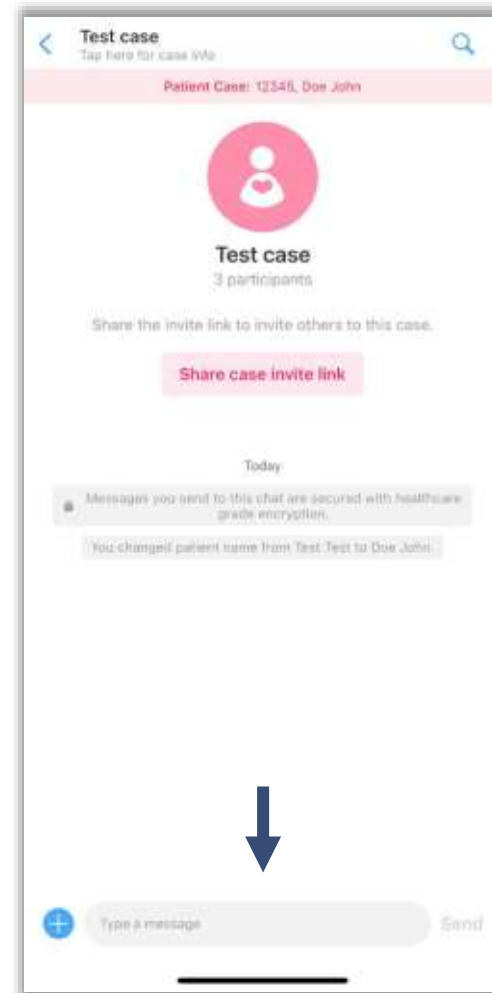 Test case
Tap here for case info
Patient Case: 12345, Doe John
Test case
3 participants
Share the invite link to invite others to this case.
Share case invite link
Today
Messages you send to this chat are secured with healthcare
grade encryption.
You changed patient name from Test Test to Doe John.
Type a message
Send